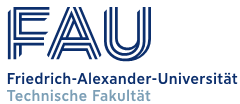 FAU
Friedrich-Alexander-Universität
Technische Fakultät